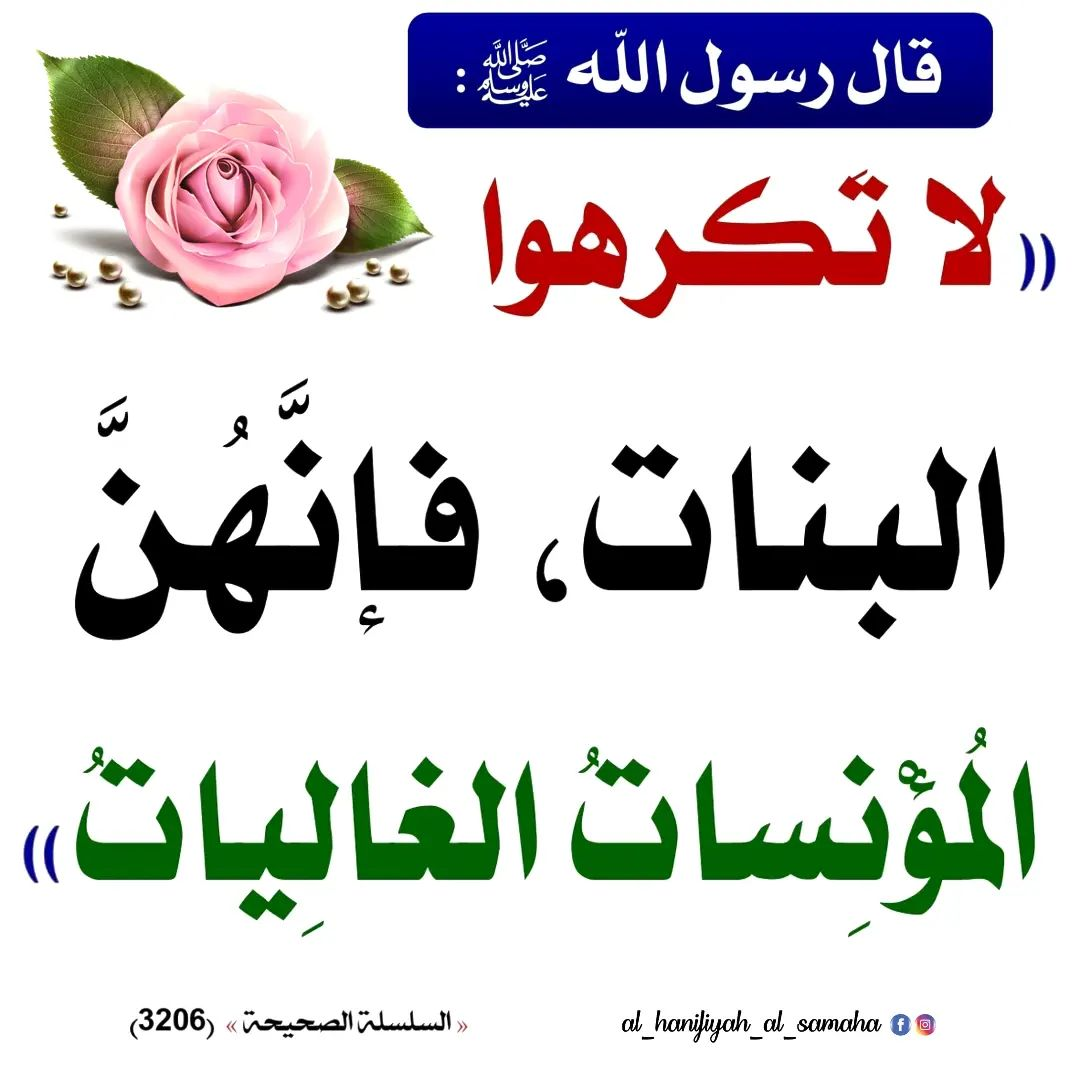 قال رسول الله ﷺ :
(( لا تَكرهوا
البنات، فإنَّهُنَّ
المُؤْنِساتُ الغالِياتُ ))
« السلسلة الصحيحة » (3206)
al_hanifiyah_al_samaha